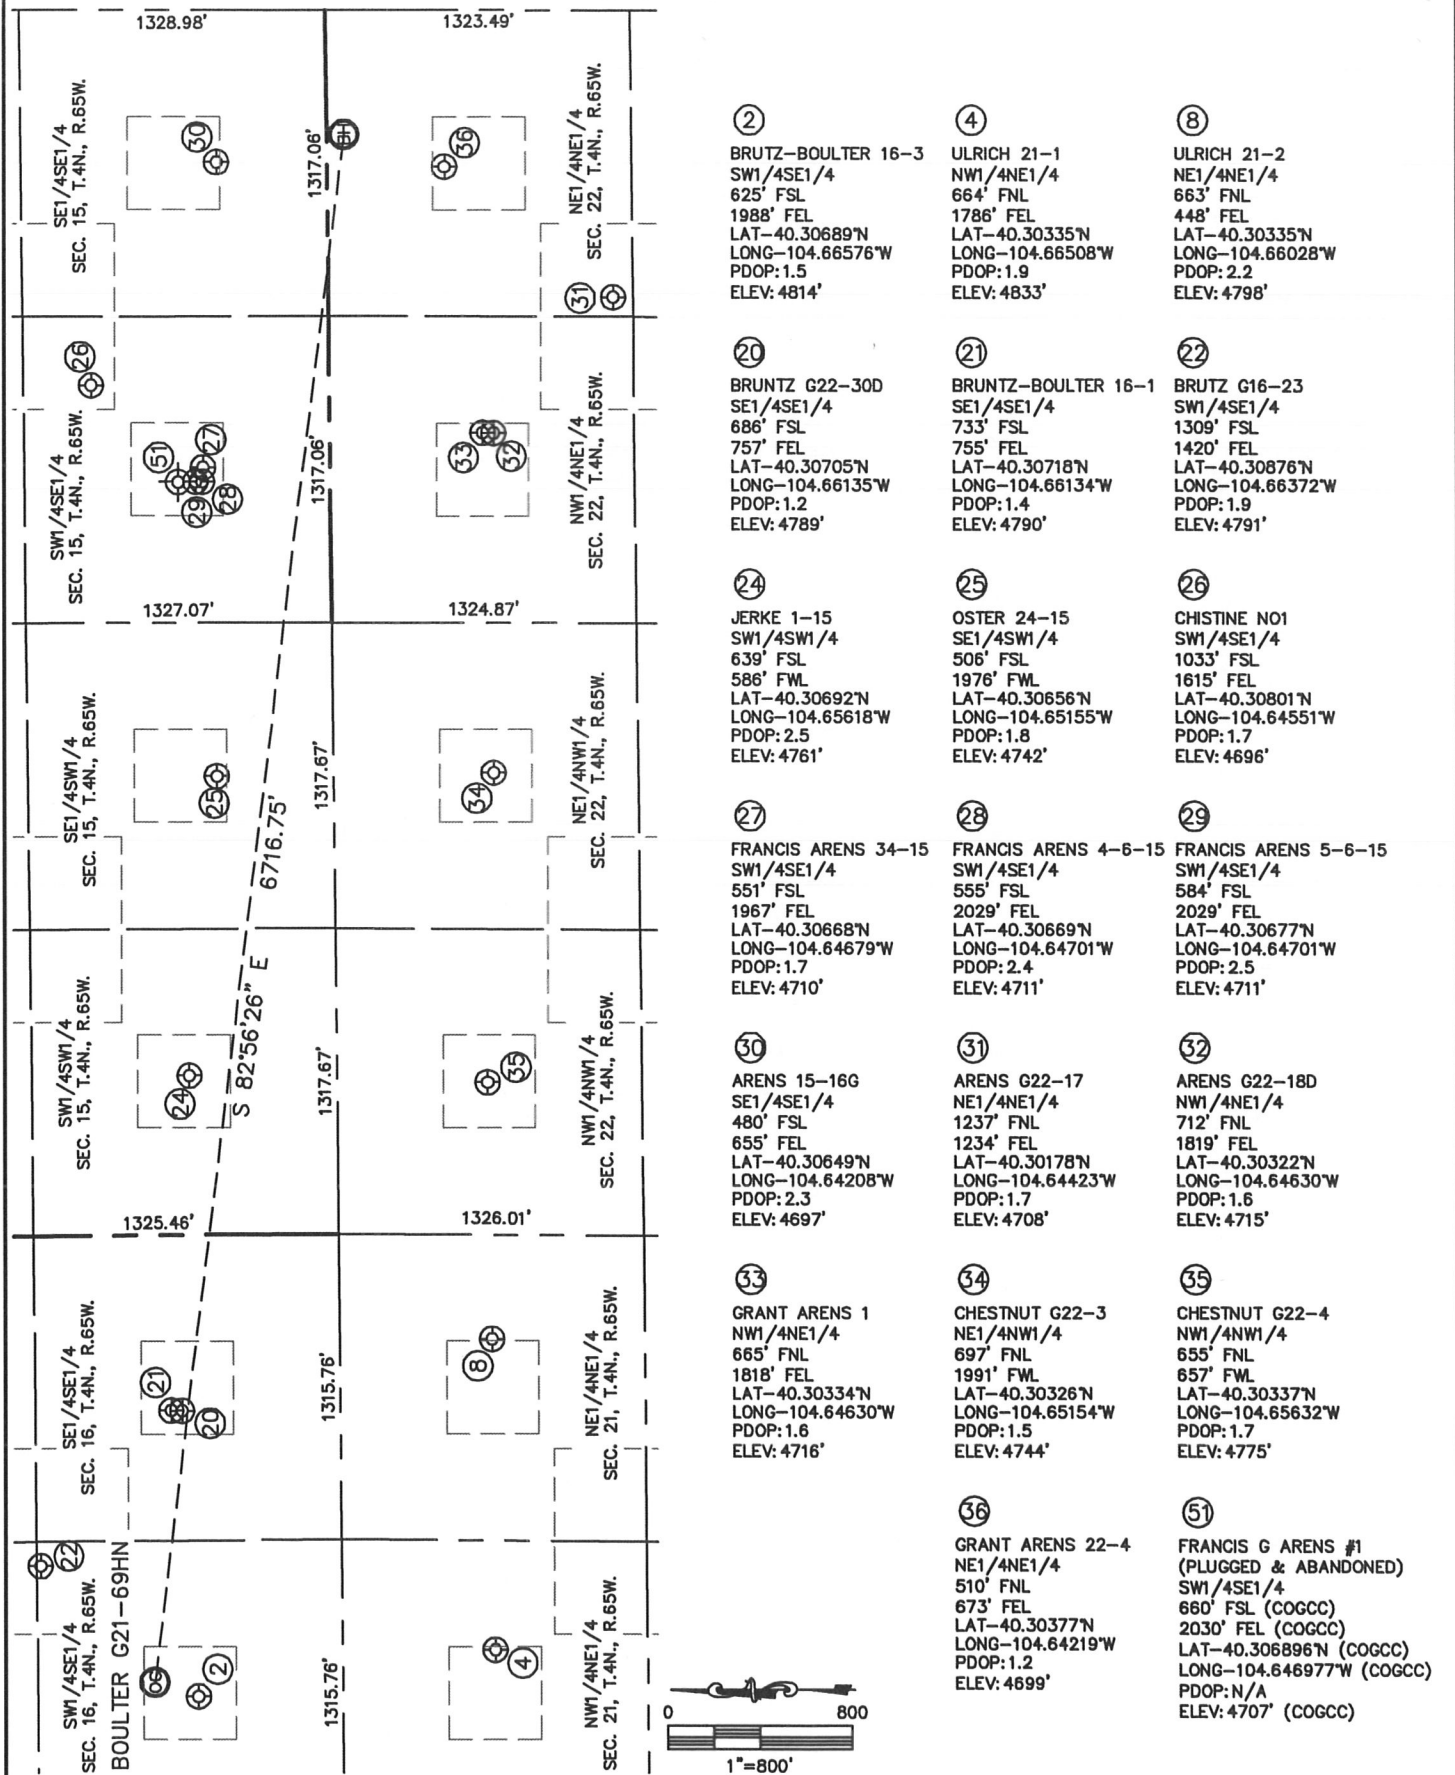 1328.98'
1323.49'
SE1/4SE1/4
SEC. 15, T.4N., R.65W.
30
BH
1317.06'
36
NE1/4NE1/4
SEC. 22, T.4N., R.65W.
31
26
SW1/4SE1/4
SEC. 15, T.4N., R.65W.
51
27
29
28
1317.06'
33
32
NW1/4NE1/4
SEC. 22, T.4N., R.65W.
1327.07'
1324.87'
SE1/4SW1/4
SEC. 15, T.4N., R.65W.
25
1317.67'
34
NE1/4NW1/4
SEC. 22, T.4N., R.65W.
S 82°56'26" E 6716.75'
SW1/4SW1/4
SEC. 15, T.4N., R.65W.
24
1317.67'
35
NW1/4NW1/4
SEC. 22, T.4N., R.65W.
1325.46'
1326.01'
SE1/4SE1/4
SEC. 16, T.4N., R.65W.
21
20
1315.76'
8
NE1/4NE1/4
SEC. 21, T.4N., R.65W.
22
SW1/4SE1/4
SEC. 16, T.4N., R.65W.
BOULTER G21-69HN
2
1315.76'
4
NW1/4NE1/4
SEC. 21, T.4N., R.65W.
0 800
1"=800'
2
BRUTZ-BOULTER 16-3
SW1/4SE1/4
625' FSL
1988' FEL
LAT-40.30689°N
LONG-104.66576°W
PDOP:1.5
ELEV:4814'
4
ULRICH 21-1
NW1/4NE1/4
664' FNL
1786' FEL
LAT-40.30335°N
LONG-104.66508°W
PDOP:1.9
ELEV:4833'
8
ULRICH 21-2
NE1/4NE1/4
663' FNL
448' FEL
LAT-40.30335°N
LONG-104.66028°W
PDOP:2.2
ELEV:4798'
20
BRUNTZ G22-30D
SE1/4SE1/4
686' FSL
757' FEL
LAT-40.30705°N
LONG-104.66135°W
PDOP:1.2
ELEV:4789'
21
BRUNTZ-BOULTER 16-1
SE1/4SE1/4
733' FSL
755' FEL
LAT-40.30718°N
LONG-104.66134°W
PDOP:1.4
ELEV:4790'
22
BRUTZ G16-23
SW1/4SE1/4
1309' FSL
1420' FEL
LAT-40.30876°N
LONG-104.66372°W
PDOP:1.9
ELEV:4791'
24
JERKE 1-15
SW1/4SW1/4
639' FSL
586' FWL
LAT-40.30692°N
LONG-104.65618°W
PDOP:2.5
ELEV:4761'
25
OSTER 24-15
SE1/4SW1/4
506' FSL
1976' FWL
LAT-40.30656°N
LONG-104.65155°W
PDOP:1.8
ELEV:4742'
26
CHISTINE NO1
SW1/4SE1/4
1033' FSL
1615' FEL
LAT-40.30801°N
LONG-104.64551°W
PDOP:1.7
ELEV:4696'
27
FRANCIS ARENS 34-15
SW1/4SE1/4
551' FSL
1967' FEL
LAT-40.30668°N
LONG-104.64679°W
PDOP:1.7
ELEV:4710'
28
FRANCIS ARENS 4-6-15
SW1/4SE1/4
555' FSL
2029' FEL
LAT-40.30669°N
LONG-104.64701°W
PDOP:2.4
ELEV:4711'
29
FRANCIS ARENS 5-6-15
SW1/4SE1/4
584' FSL
2029' FEL
LAT-40.30677°N
LONG-104.64701°W
PDOP:2.5
ELEV:4711'
30
ARENS 15-16G
SE1/4SE1/4
480' FSL
655' FEL
LAT-40.30649°N
LONG-104.64208°W
PDOP:2.3
ELEV:4697'
31
ARENS G22-17
NE1/4NE1/4
1237' FNL
1234' FEL
LAT-40.30178°N
LONG-104.64423°W
PDOP:1.7
ELEV:4708'
32
ARENS G22-18D
NW1/4NE1/4
712' FNL
1819' FEL
LAT-40.30322°N
LONG-104.64630°W
PDOP:1.6
ELEV:4715'
33
GRANT ARENS 1
NW1/4NE1/4
665' FNL
1818' FEL
LAT-40.30334°N
LONG-104.64630°W
PDOP:1.6
ELEV:4716'
34
CHESTNUT G22-3
NE1/4NW1/4
697' FNL
1991' FWL
LAT-40.30326°N
LONG-104.65154°W
PDOP:1.5
ELEV:4744'
35
CHESTNUT G22-4
NW1/4NW1/4
655' FNL
657' FWL
LAT-40.30337°N
LONG-104.65632°W
PDOP:1.7
ELEV:4775'
36
GRANT ARENS 22-4
NE1/4NE1/4
510' FNL
673' FEL
LAT-40.30377°N
LONG-104.64219°W
PDOP:1.2
ELEV:4699'
51
FRANCIS G ARENS #1
(PLUGGED & ABANDONED)
SW1/4SE1/4
660' FSL (COGCC)
2030' FEL (COGCC)
LAT-40.306896°N (COGCC)
LONG-104.646977°W (COGCC)
PDOP:N/A
ELEV:4707' (COGCC)